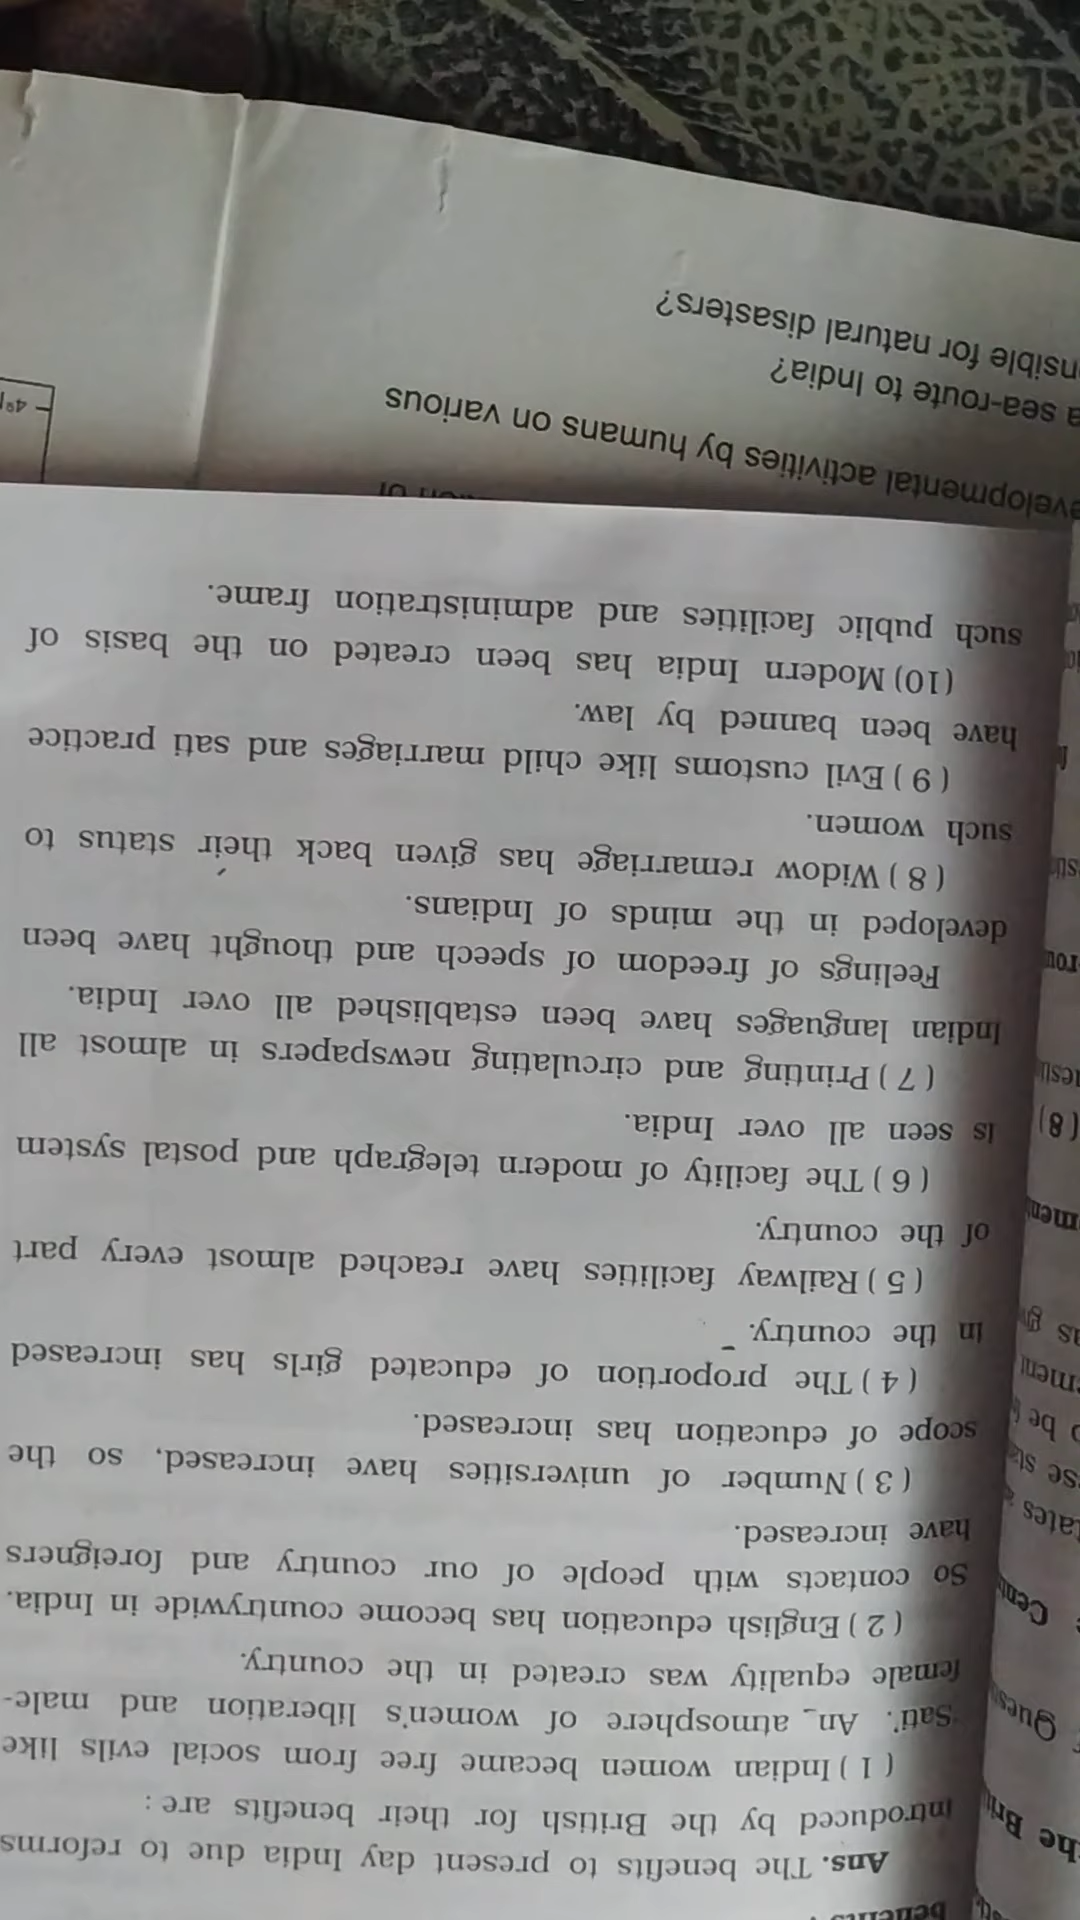 benefits
Ans. The benefits to present day India due to reforms
introduced by the British for their benefits are :
( 1 ) Indian women became free from social evils like
'Sati'. An atmosphere of women's liberation and male-
female equality was created in the country.
( 2 ) English education has become countrywide in India.
So contacts with people of our country and foreigners
have increased.
( 3 ) Number of universities have increased, so the
scope of education has increased.
( 4 ) The proportion of educated girls has increased
in the country.
( 5 ) Railway facilities have reached almost every part
of the country.
( 6 ) The facility of modern telegraph and postal system
is seen all over India.
( 7 ) Printing and circulating newspapers in almost all
Indian languages have been established all over India.
Feelings of freedom of speech and thought have been
developed in the minds of Indians.
( 8 ) Widow remarriage has given back their status to
such women.
( 9 ) Evil customs like child marriages and sati practice
have been banned by law.
(10) Modern India has been created on the basis of
such public facilities and administration frame.
evelopmental activities by humans on various
a sea-route to India?
nsible for natural disasters?
( 8 )